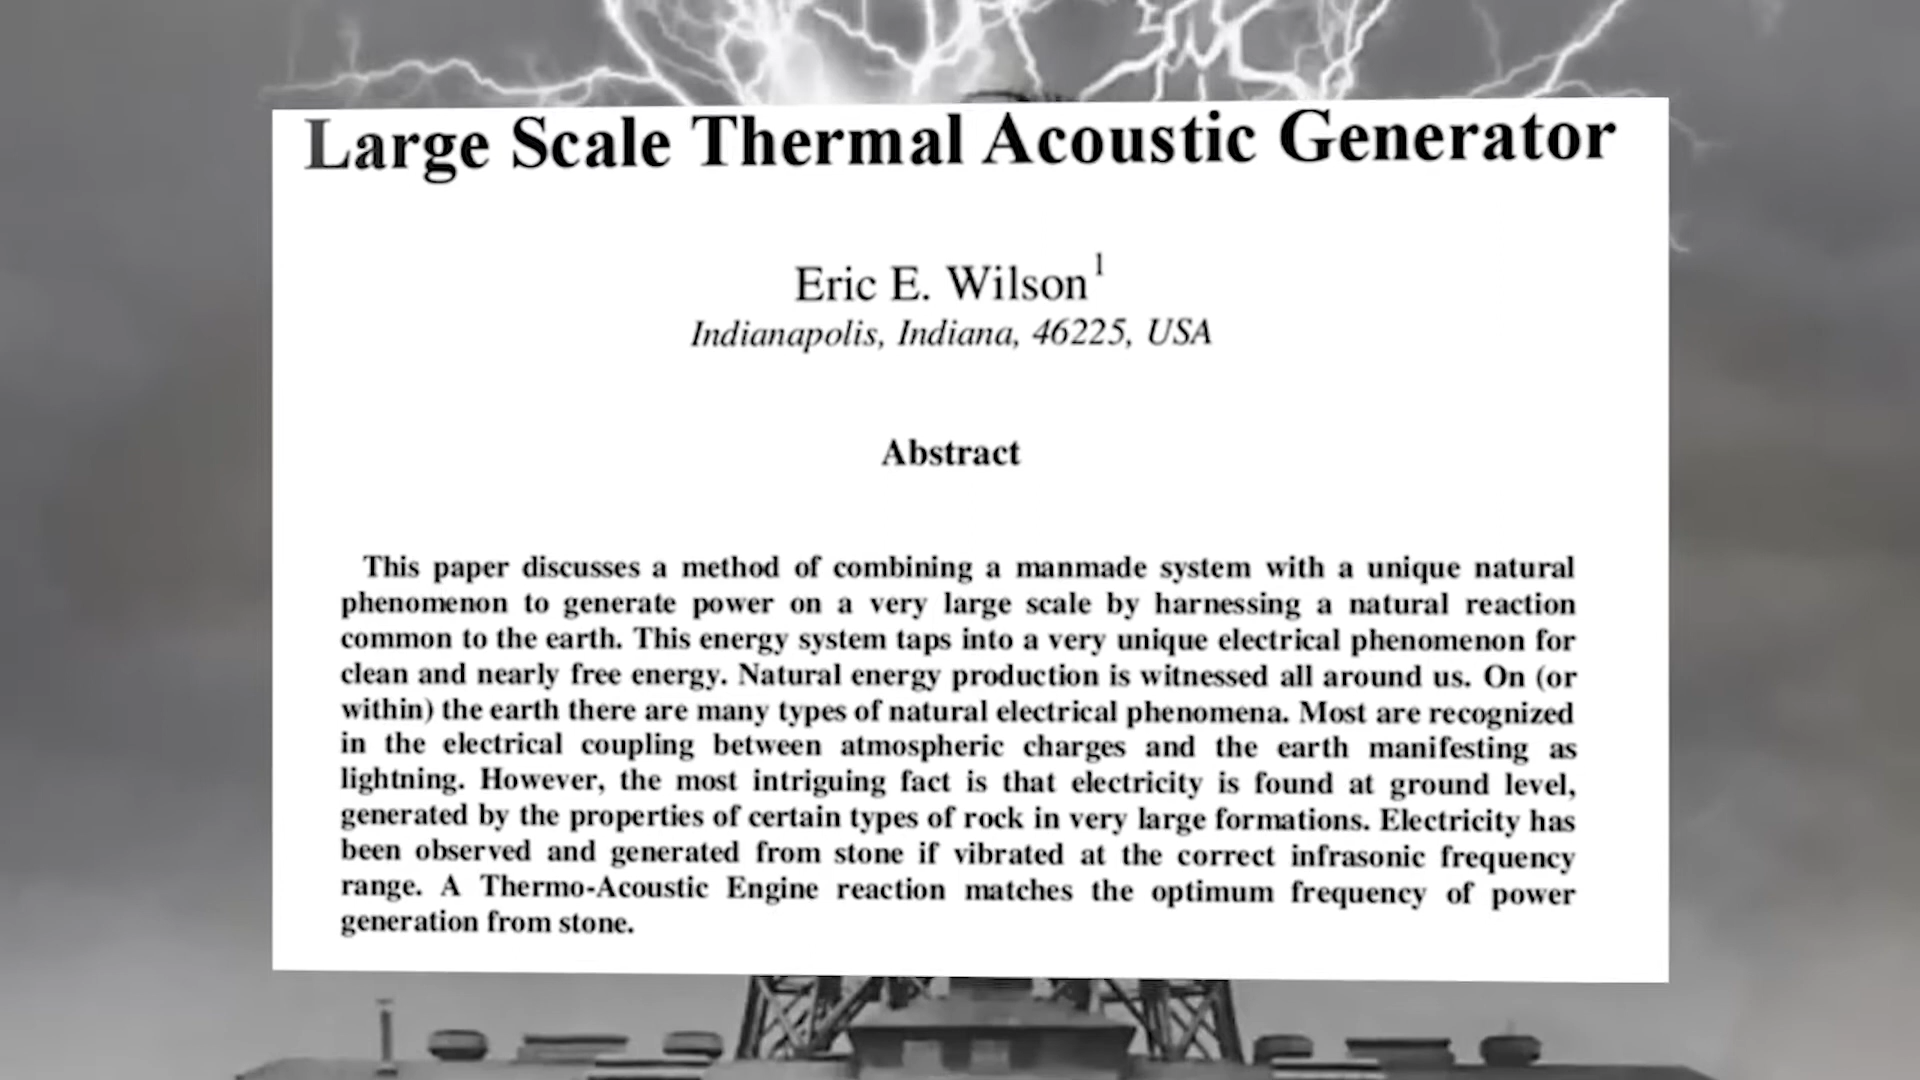 Large Scale Thermal Acoustic Generator
Eric E. Wilson1
Indianapolis, Indiana, 46225, USA
Abstract
This paper discusses a method of combining a manmade system with a unique natural
phenomenon to generate power on a very large scale by harnessing a natural reaction
common to the earth. This energy system taps into a very unique electrical phenomenon for
clean and nearly free energy. Natural energy production is witnessed all around us. On (or
within) the earth there are many types of natural electrical phenomena. Most are recognized
in the electrical coupling between atmospheric charges and the earth manifesting as
lightning. However, the most intriguing fact is that electricity is found at ground level,
generated by the properties of certain types of rock in very large formations. Electricity has
been observed and generated from stone if vibrated at the correct infrasonic frequency
range. A Thermo-Acoustic Engine reaction matches the optimum frequency of power
generation from stone.